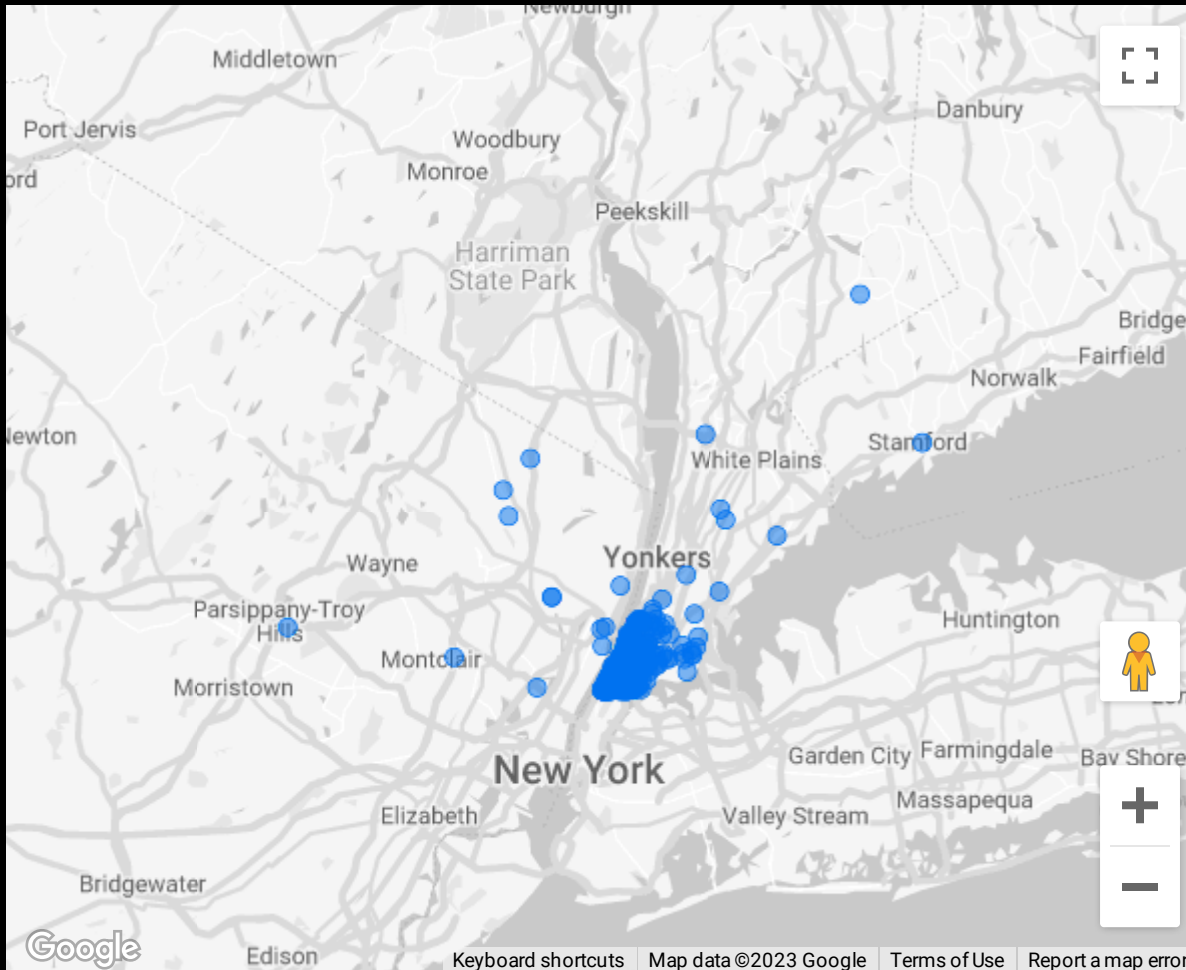 Newburgh
Middletown
Danbury
Port Jervis
Woodbury
Monroe
ord
Peekskill
Harriman
State Park
Bridge
Fairfield
Norwalk
Newton
Stamford
White Plains
Yonkers
Wayne
Parsippany-Troy
Hills
Huntington
Montclair
Morristown
Garden City
Farmingdale
Bay Shore
New York
Massapequa
Elizabeth
Valley Stream
Bridgewater
Google
Edison
Keyboard shortcuts
Map data ©2023 Google
Terms of Use
Report a map error